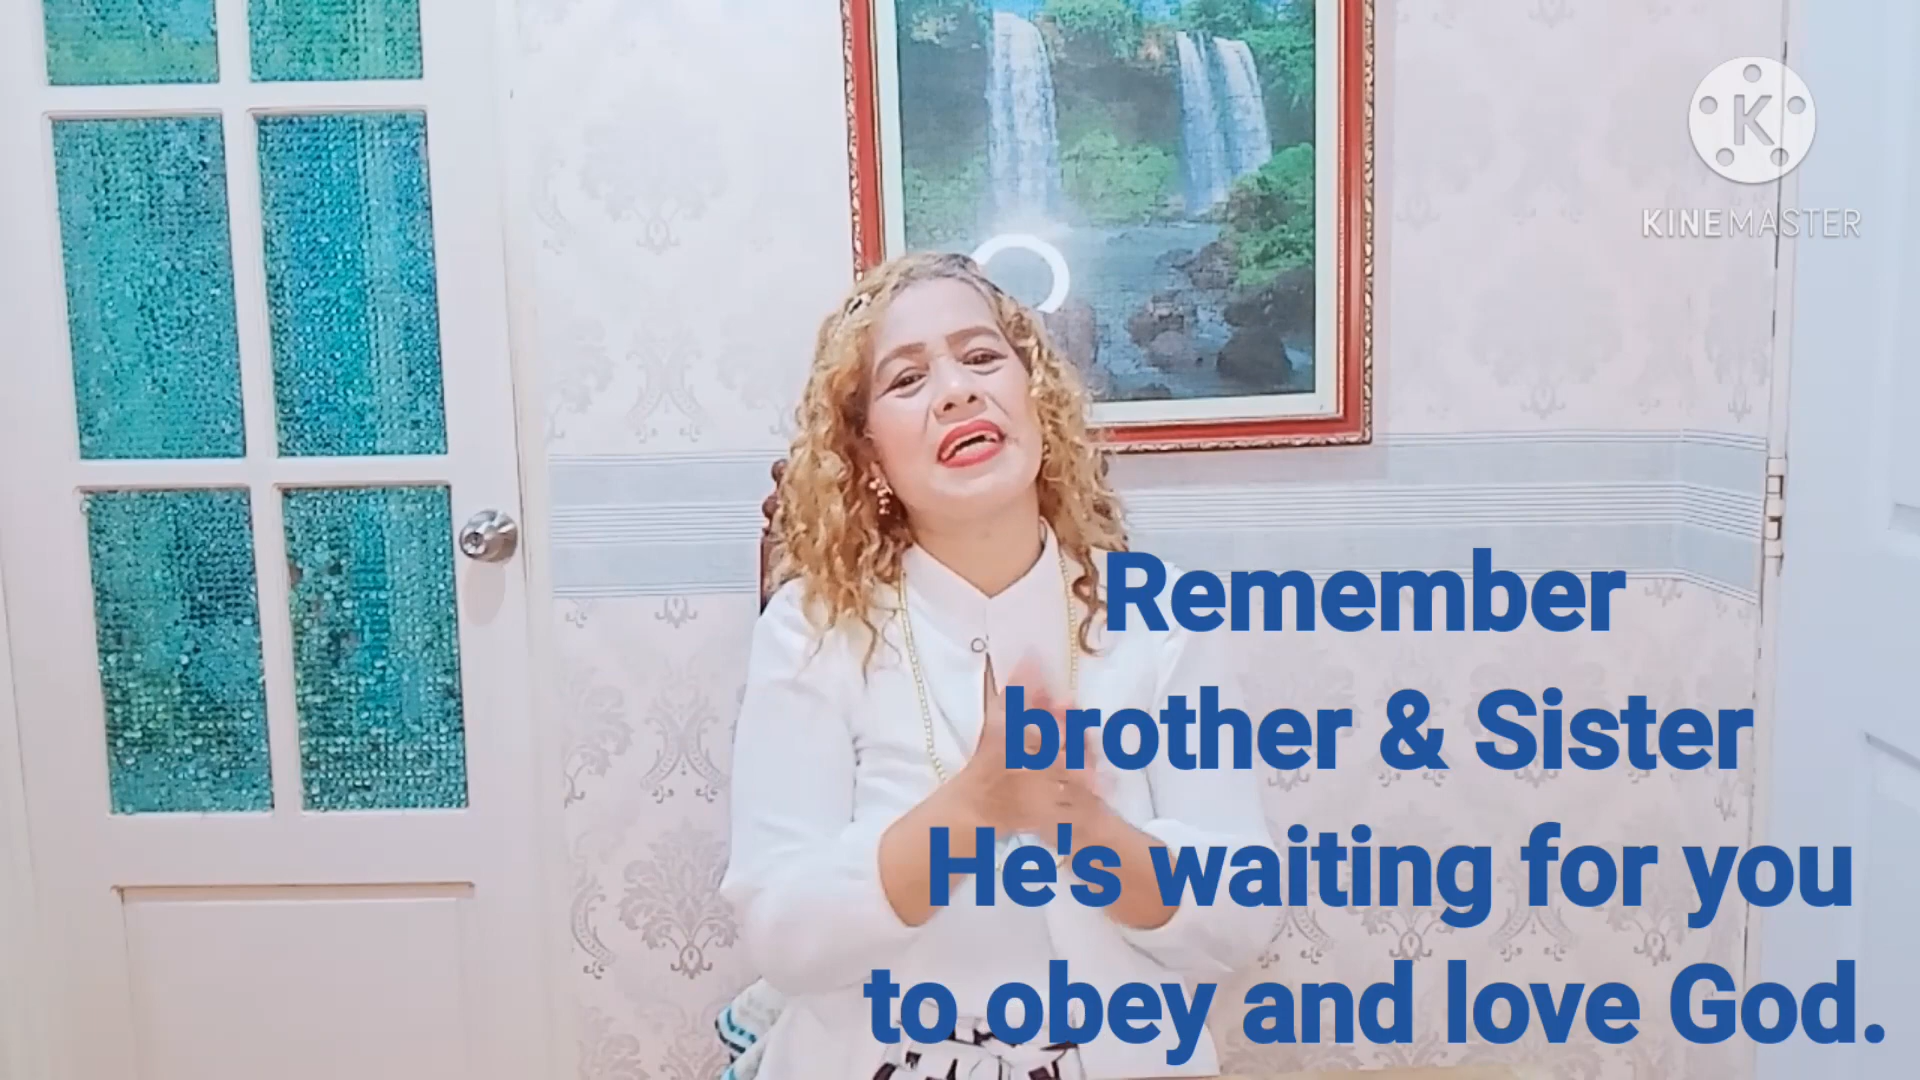 K
KINEMASTER
Remember
brother & Sister
He's waiting for you
to obey and love God.